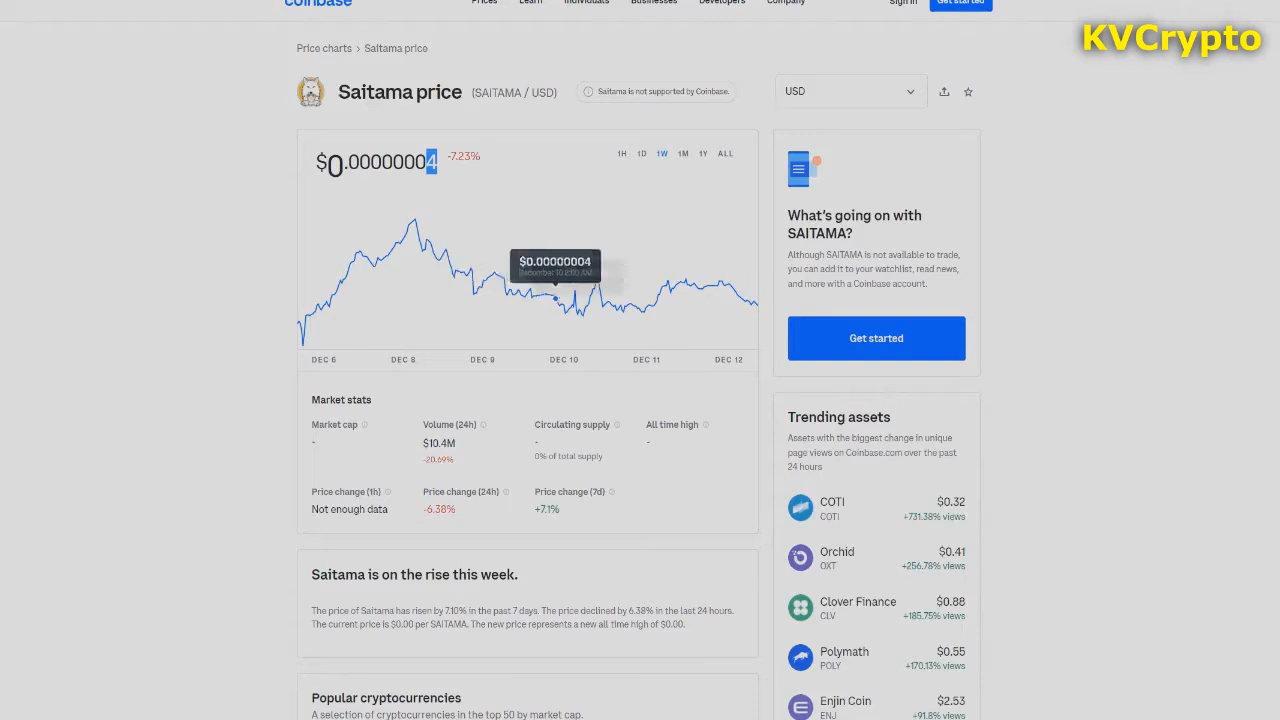 coinbase
Prices Learn Individuals Businesses Developers Company Sign in Get started
KVCrypto
Price charts > Saitama price
Saitama price (SAITAMA / USD) Saitama is not supported by Coinbase. USD
$0.00000004 -7.23%
1H 1D 1W 1M 1Y ALL
$0.00000004
DEC 6 DEC 8 DEC 9 DEC 10 DEC 11 DEC 12
Market stats
Market cap Volume (24h) Circulating supply All time high
- $10.4M - -
-20.69% 0% of total supply
Price change (1h) Price change (24h) Price change (7d)
Not enough data -6.38% +7.1%
Saitama is on the rise this week.
The price of Saitama has risen by 7.10% in the past 7 days. The price declined by 6.38% in the last 24 hours.
The current price is $0.00 per SAITAMA. The new price represents a new all time high of $0.00.
Popular cryptocurrencies
A selection of cryptocurrencies in the top 50 by market cap.
What's going on with
SAITAMA?
Although SAITAMA is not available to trade,
you can add it to your watchlist, read news,
and more with a Coinbase account.
Get started
Trending assets
Assets with the biggest change in unique
page views on Coinbase.com over the past
24 hours
COTI $0.32
COTI +731.38% views
Orchid $0.41
OXT +256.78% views
Clover Finance $0.88
CLV +185.75% views
Polymath $0.55
POLY +170.13% views
Enjin Coin $2.53
ENJ +91.8% views